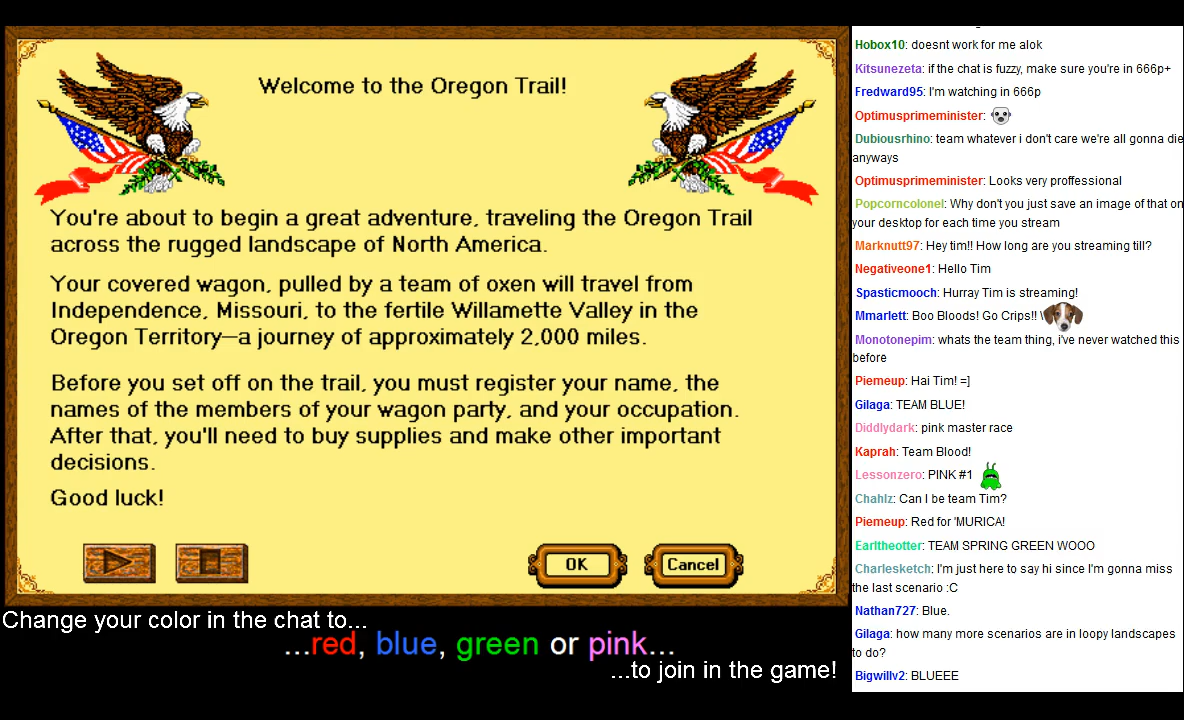 Welcome to the Oregon Trail!
You're about to begin a great adventure, traveling the Oregon Trail
across the rugged landscape of North America.
Your covered wagon, pulled by a team of oxen will travel from
Independence, Missouri, to the fertile Willamette Valley in the
Oregon Territory—a journey of approximately 2,000 miles.
Before you set off on the trail, you must register your name, the
names of the members of your wagon party, and your occupation.
After that, you'll need to buy supplies and make other important
decisions.
Good luck!
OK
Cancel
Change your color in the chat to...
...red, blue, green or pink...
...to join in the game!
Hobox10: doesnt work for me alok
Kitsunezeta: if the chat is fuzzy, make sure you're in 666p+
Fredward95: I'm watching in 666p
Optimusprimeminister:
Dubiousrhino: team whatever i don't care we're all gonna die
anyways
Optimusprimeminister: Looks very proffessional
Popcorncolonel: Why don't you just save an image of that on
your desktop for each time you stream
Marknutt97: Hey tim!! How long are you streaming till?
Negativeone1: Hello Tim
Spasticmooch: Hurray Tim is streaming!
Mmarlett: Boo Bloods! Go Crips!! \
Monotonepim: whats the team thing, i've never watched this
before
Piemeup: Hai Tim! =]
Gilaga: TEAM BLUE!
Diddlydark: pink master race
Kaprah: Team Blood!
Lessonzero: PINK #1
Chahlz: Can I be team Tim?
Piemeup: Red for 'MURICA!
Earltheotter: TEAM SPRING GREEN WOOO
Charlesketch: I'm just here to say hi since I'm gonna miss
the last scenario :C
Nathan727: Blue.
Gilaga: how many more scenarios are in loopy landscapes
to do?
Bigwillv2: BLUEEE